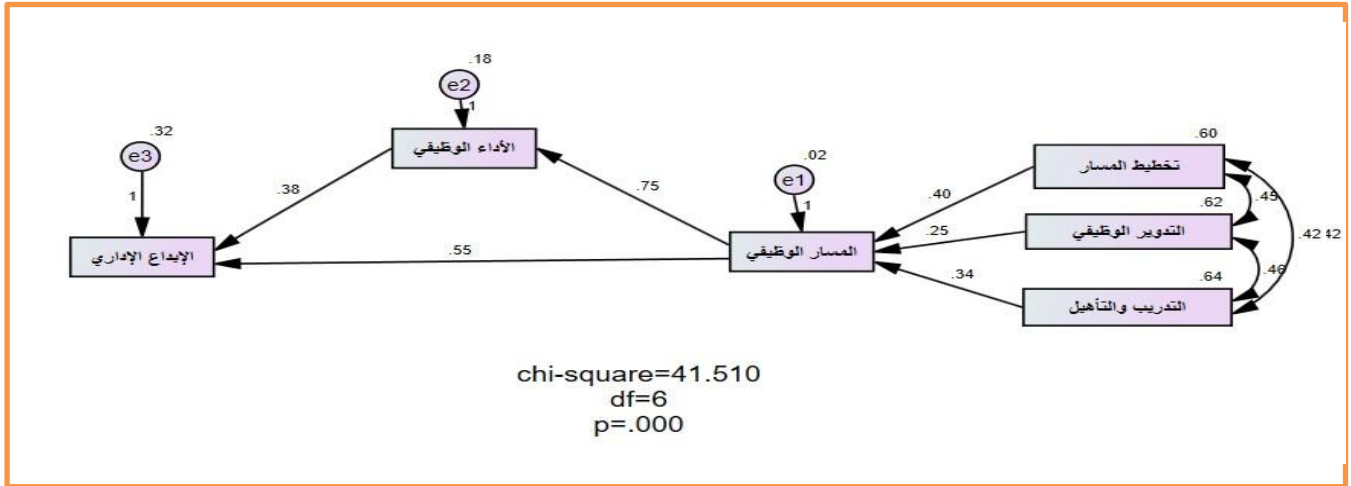 .18
e2
1
.32
e3
1
الأداء الوظيفي
.38
.75
.02
e1
1
.60
تخطيط المسار
.40
.45
.62
التدوير الوظيفي
.25
.42
42
المسار الوظيفي
.55
الإبداع الإداري
.34
.46
.64
التدريب والتأهيل
chi-square=41.510
df=6
p=.000